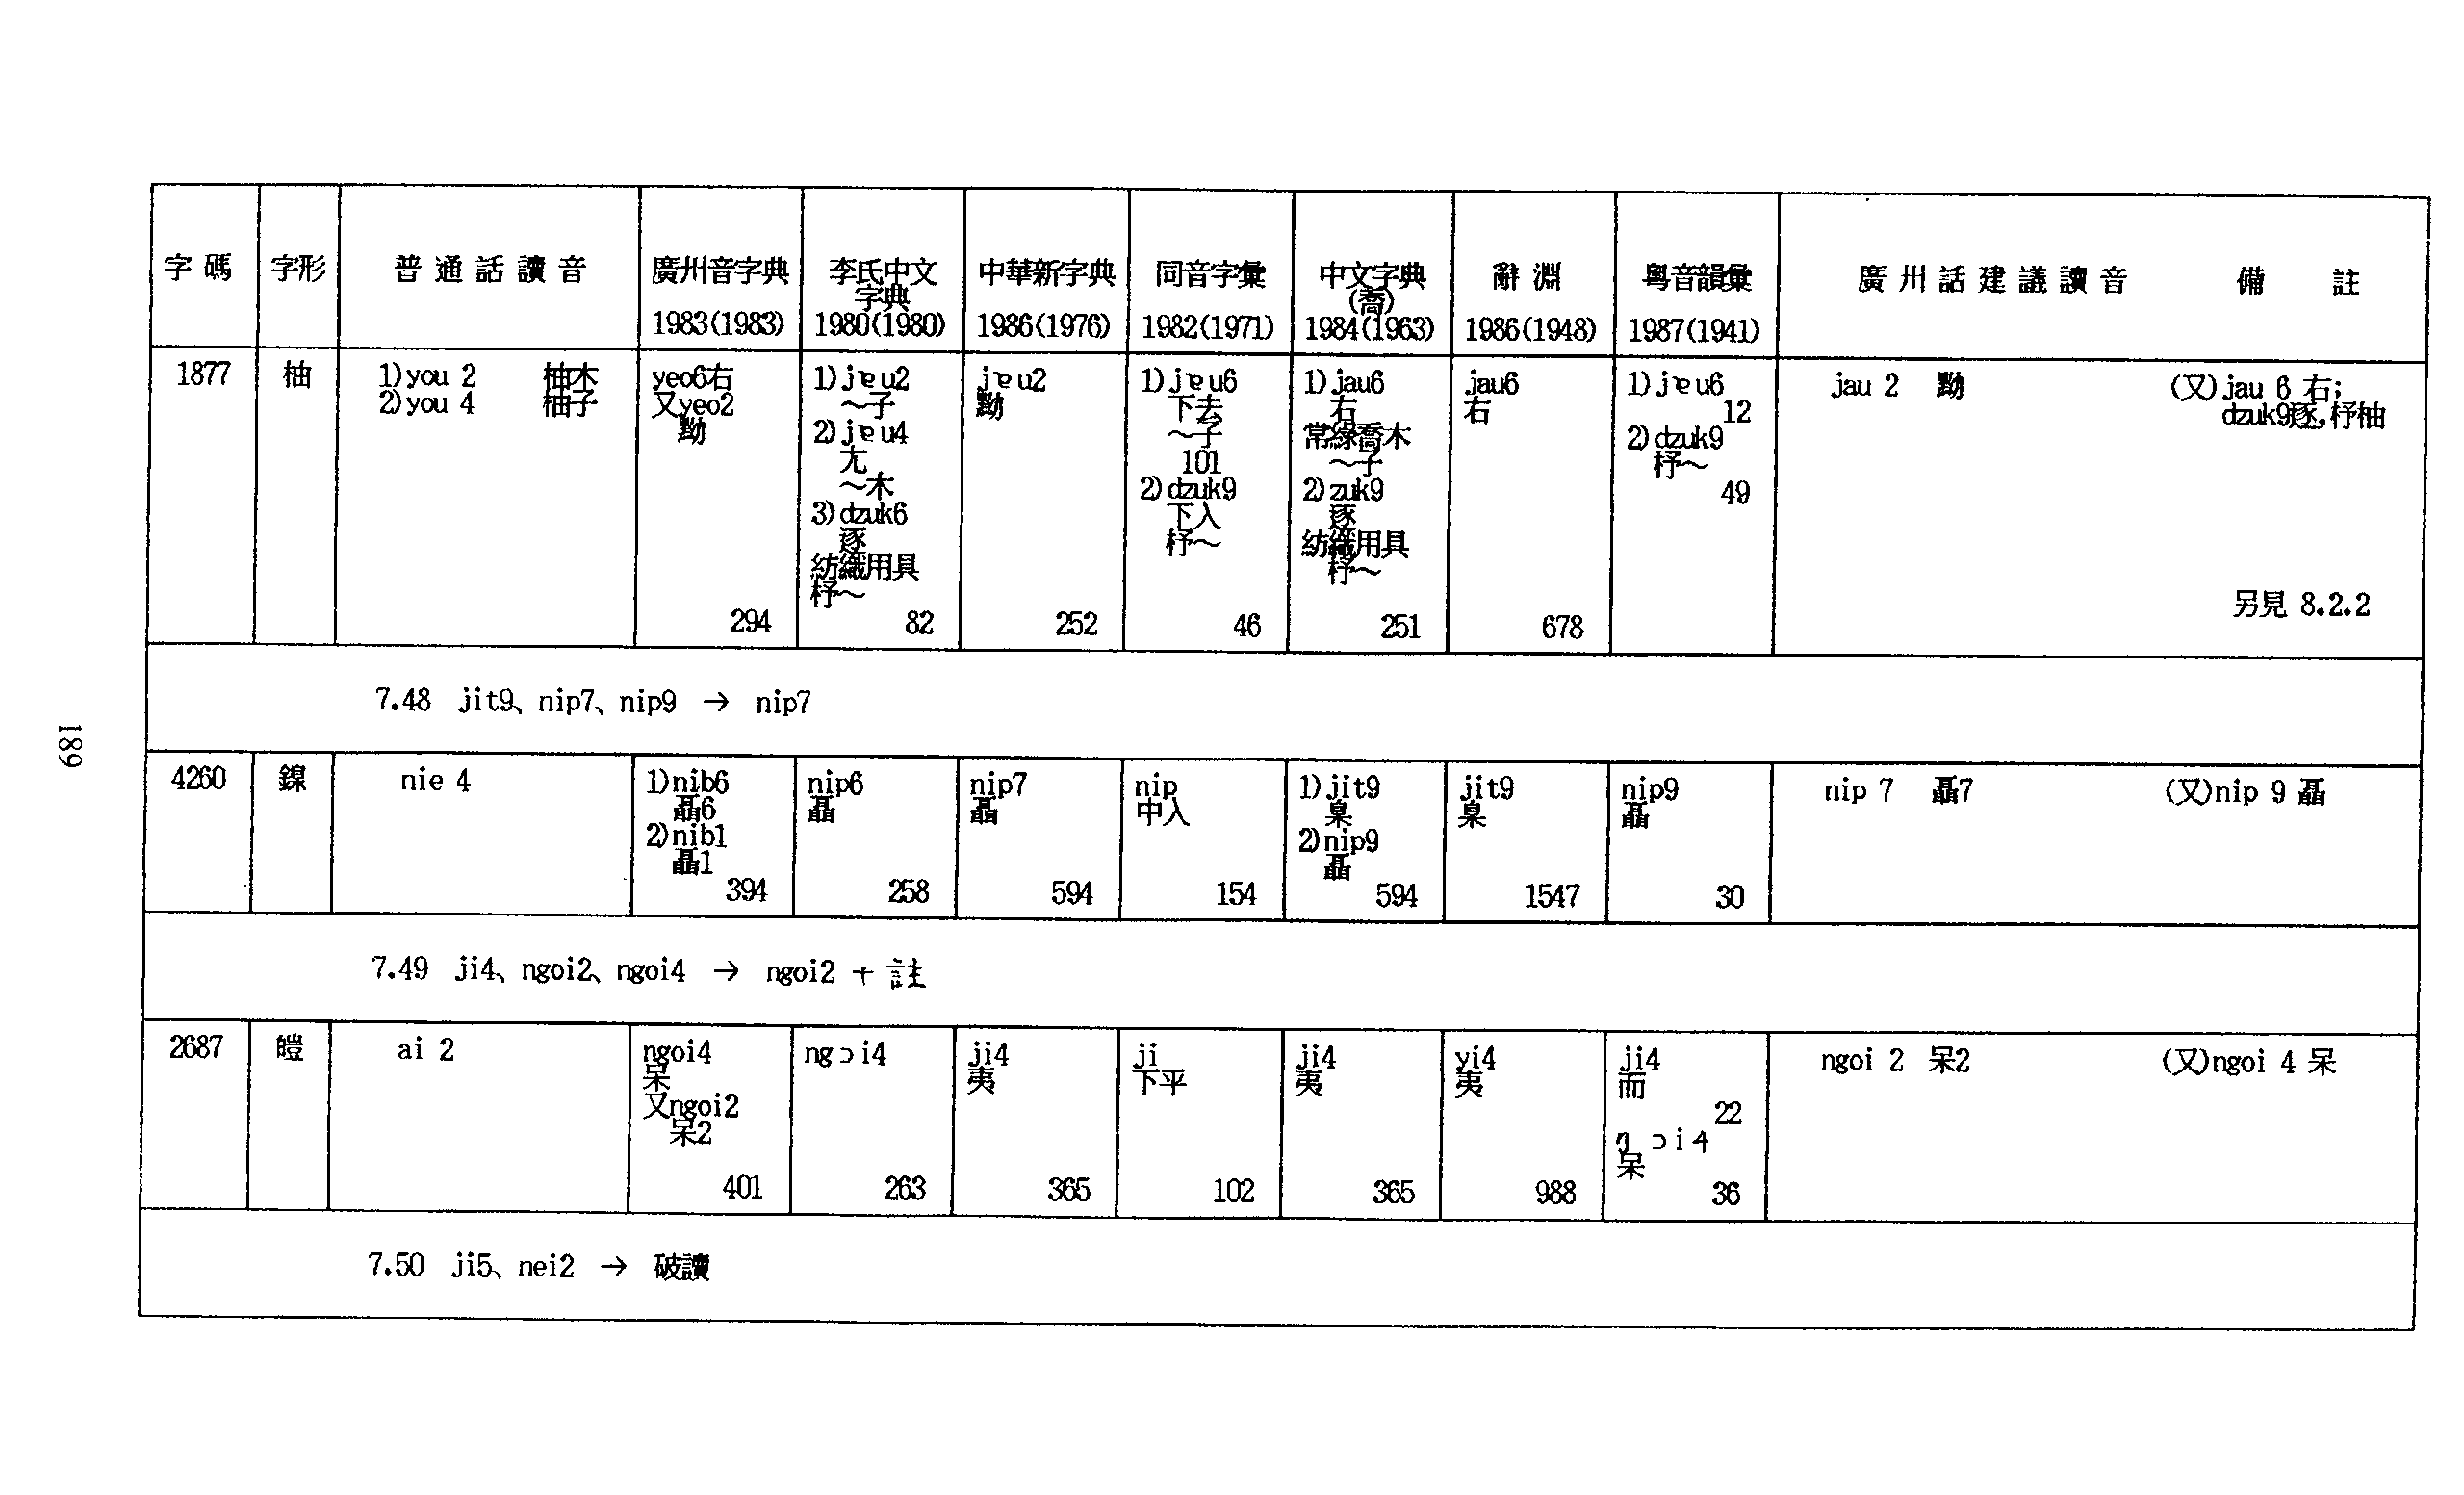 字碼 字形 普通話讀音 廣州音字典 1983(1983) 李氏中文字典 1980(1980) 中華新字典 1986(1976) 同音字彙 1982(1971) 中文字典(喬) 1984(1963) 辭淵 1986(1948) 粵音韻彙 1987(1941) 廣州話建議讀音 備註
1877
柚
1)you 2 柚木
2)you 4 柚子
yeo6右
又yeo2
黝
294
1)jɐu2
～子
2)jɐu4
尢
～木
3)dzuk6
逐
紡織用具
杼～
82
jɐu2
黝
252
1)jɐu6
下去
～子
101
2)dzuk9
下入
杼～
46
1)jau6
右
常綠喬木
～子
2)zuk9
逐
紡織用具
杼～
251
jau6
右
678
1)jɐu6
12
2)dzuk9
杼～
49
jau 2 黝
(又)jau 6 右;
dzuk9逐,杼柚
另見 8.2.2
7.48 jit9、nip7、nip9 → nip7
4260
鎳
nie 4
1)nib6
聶6
2)nib1
聶1
394
nip6
聶
258
nip7
聶
594
nip
中入
154
1)jit9
臬
2)nip9
聶
594
jit9
臬
1547
nip9
聶
30
nip 7 聶7
(又)nip 9 聶
7.49 ji4、ngoi2、ngoi4 → ngoi2 + 註
2687
皚
ai 2
ngoi4
呆
又ngoi2
呆2
401
ngɔi4
263
ji4
夷
365
ji
下平
102
ji4
夷
365
yi4
夷
988
ji4
而
22
ŋɔi4
呆
36
ngoi 2 呆2
(又)ngoi 4 呆
7.50 ji5、nei2 → 破讀
189